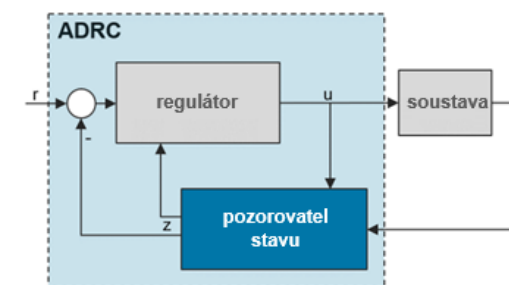 ADRC
r
regulátor
u
soustava
-
z
pozorovatel
stavu